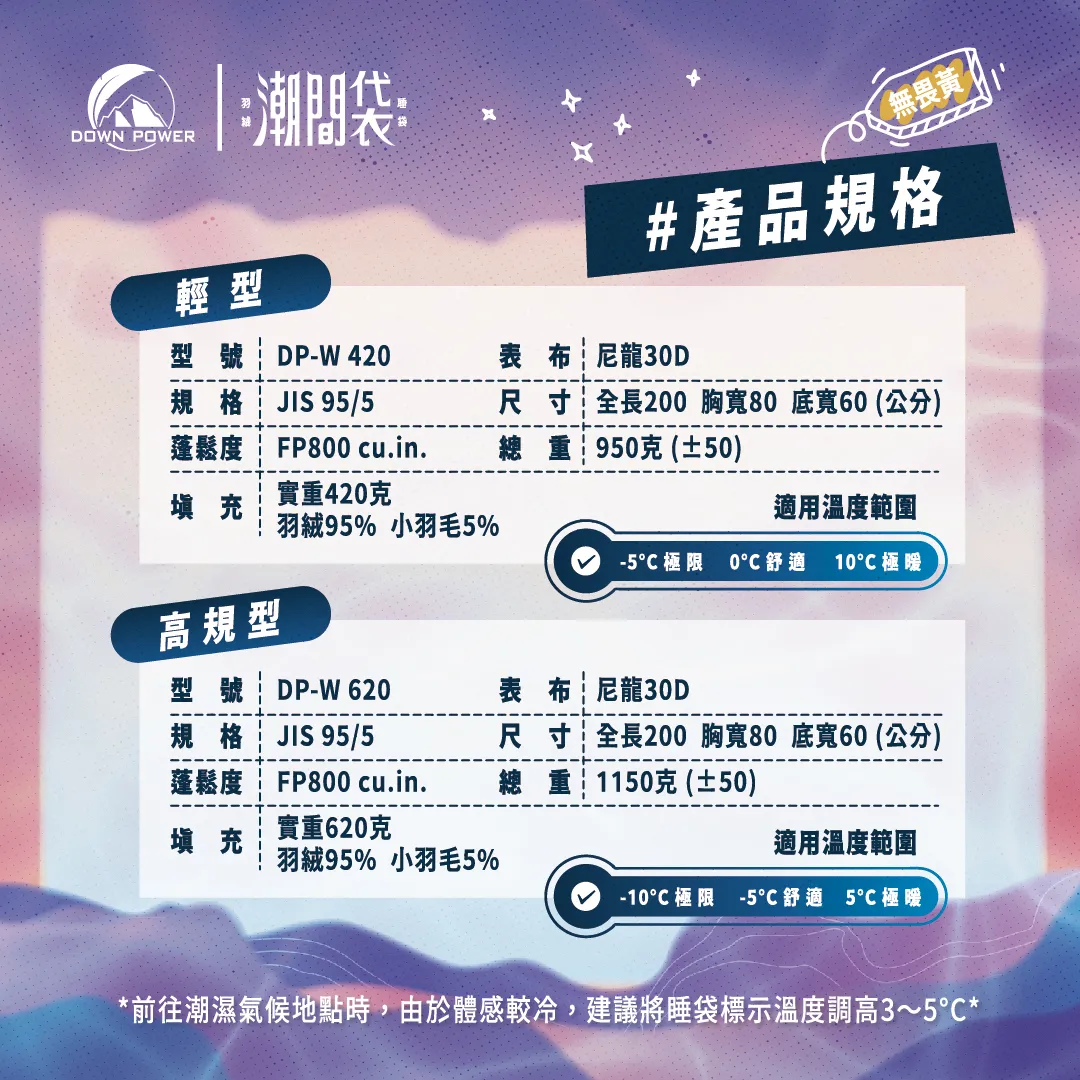 DOWN POWER
羽絨 潮間袋 睡袋
無畏黃
#產品規格
輕型
型號 DP-W 420 表布 尼龍30D
規格 JIS 95/5 尺寸 全長200 胸寬80 底寬60 (公分)
蓬鬆度 FP800 cu.in. 總重 950克 (±50)
填充 實重420克
羽絨95% 小羽毛5%
適用溫度範圍
-5°C極限 0°C舒適 10°C極暖
高規型
型號 DP-W 620 表布 尼龍30D
規格 JIS 95/5 尺寸 全長200 胸寬80 底寬60 (公分)
蓬鬆度 FP800 cu.in. 總重 1150克 (±50)
填充 實重620克
羽絨95% 小羽毛5%
適用溫度範圍
-10°C極限 -5°C舒適 5°C極暖
*前往潮濕氣候地點時，由於體感較冷，建議將睡袋標示溫度調高3～5°C*